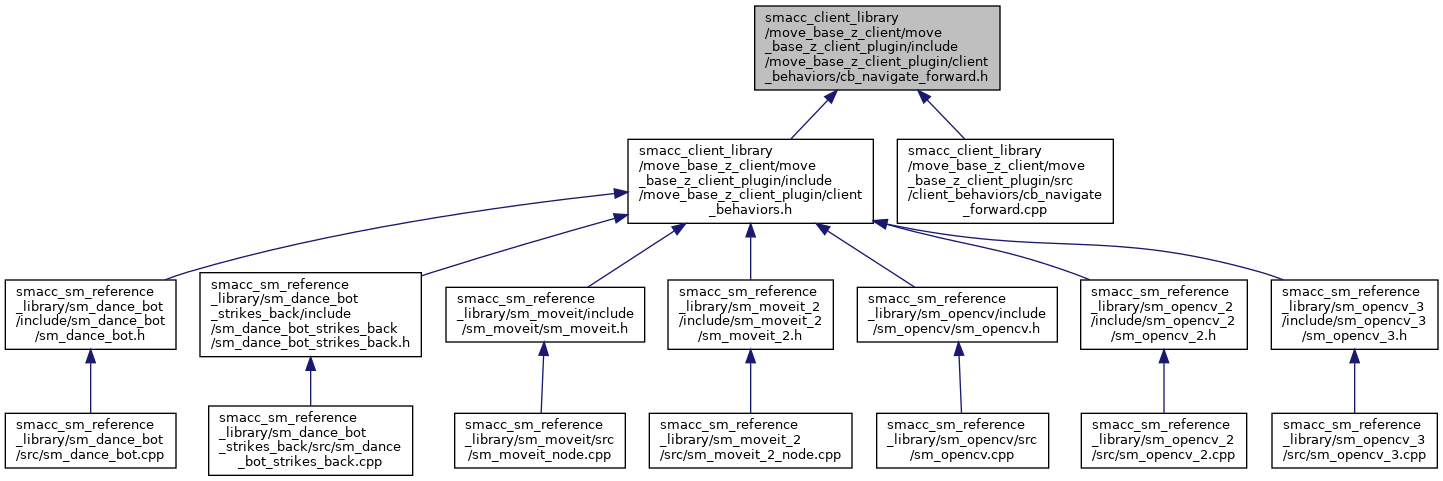 smacc_client_library
/move_base_z_client/move
_base_z_client_plugin/include
/move_base_z_client_plugin/client
_behaviors/cb_navigate_forward.h
smacc_client_library
/move_base_z_client/move
_base_z_client_plugin/include
/move_base_z_client_plugin/client
_behaviors.h
smacc_client_library
/move_base_z_client/move
_base_z_client_plugin/src
/client_behaviors/cb_navigate
_forward.cpp
smacc_sm_reference
_library/sm_dance_bot
/include/sm_dance_bot
/sm_dance_bot.h
smacc_sm_reference
_library/sm_dance_bot
_strikes_back/include
/sm_dance_bot_strikes_back
/sm_dance_bot_strikes_back.h
smacc_sm_reference
_library/sm_moveit/include
/sm_moveit/sm_moveit.h
smacc_sm_reference
_library/sm_moveit_2
/include/sm_moveit_2
/sm_moveit_2.h
smacc_sm_reference
_library/sm_opencv/include
/sm_opencv/sm_opencv.h
smacc_sm_reference
_library/sm_opencv_2
/include/sm_opencv_2
/sm_opencv_2.h
smacc_sm_reference
_library/sm_opencv_3
/include/sm_opencv_3
/sm_opencv_3.h
smacc_sm_reference
_library/sm_dance_bot
/src/sm_dance_bot.cpp
smacc_sm_reference
_library/sm_dance_bot
_strikes_back/src/sm_dance
_bot_strikes_back.cpp
smacc_sm_reference
_library/sm_moveit/src
/sm_moveit_node.cpp
smacc_sm_reference
_library/sm_moveit_2
/src/sm_moveit_2_node.cpp
smacc_sm_reference
_library/sm_opencv/src
/sm_opencv.cpp
smacc_sm_reference
_library/sm_opencv_2
/src/sm_opencv_2.cpp
smacc_sm_reference
_library/sm_opencv_3
/src/sm_opencv_3.cpp